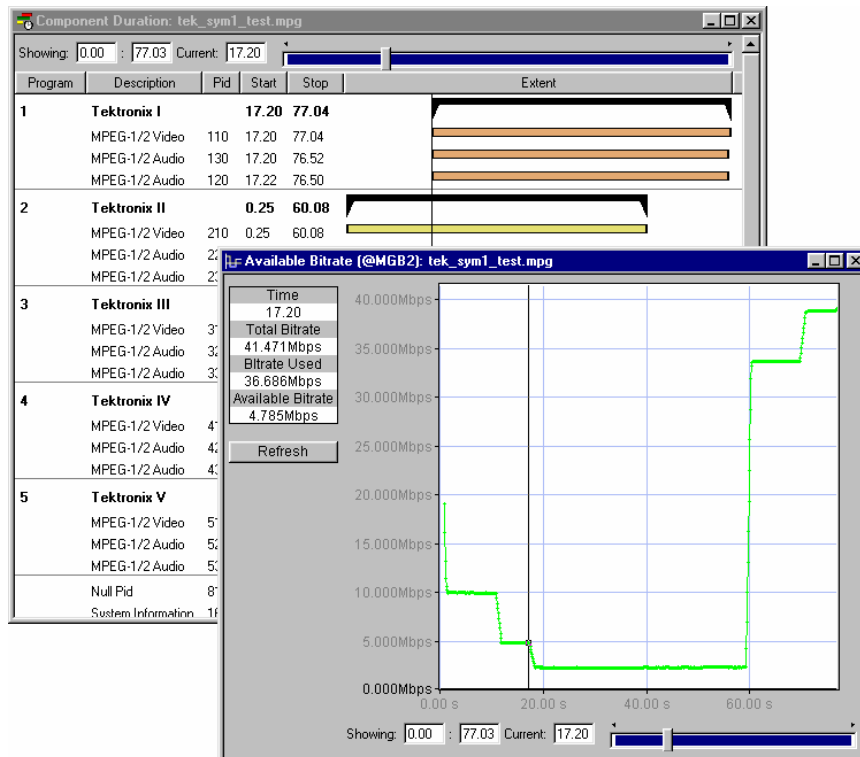 Component Duration: tek_sym1_test.mpg
Showing: 0.00 : 77.03 Current: 17.20
Program Description Pid Start Stop Extent
1 Tektronix I 17.20 77.04
MPEG-1/2 Video 110 17.20 77.04
MPEG-1/2 Audio 130 17.20 76.52
MPEG-1/2 Audio 120 17.22 76.50
2 Tektronix II 0.25 60.08
MPEG-1/2 Video 210 0.25 60.08
MPEG-1/2 Audio
MPEG-1/2 Audio
3 Tektronix III
MPEG-1/2 Video
MPEG-1/2 Audio
MPEG-1/2 Audio
4 Tektronix IV
MPEG-1/2 Video
MPEG-1/2 Audio
MPEG-1/2 Audio
5 Tektronix V
MPEG-1/2 Video
MPEG-1/2 Audio
MPEG-1/2 Audio
Null Pid
System Information
Available Bitrate (@MGB2): tek_sym1_test.mpg
Time
17.20
Total Bitrate
41.471Mbps
BItrate Used
36.686Mbps
Available Bitrate
4.785Mbps
Refresh
40.000Mbps
35.000Mbps
30.000Mbps
25.000Mbps
20.000Mbps
15.000Mbps
10.000Mbps
5.000Mbps
0.000Mbps
0.00 s 20.00 s 40.00 s 60.00 s
Showing: 0.00 : 77.03 Current: 17.20